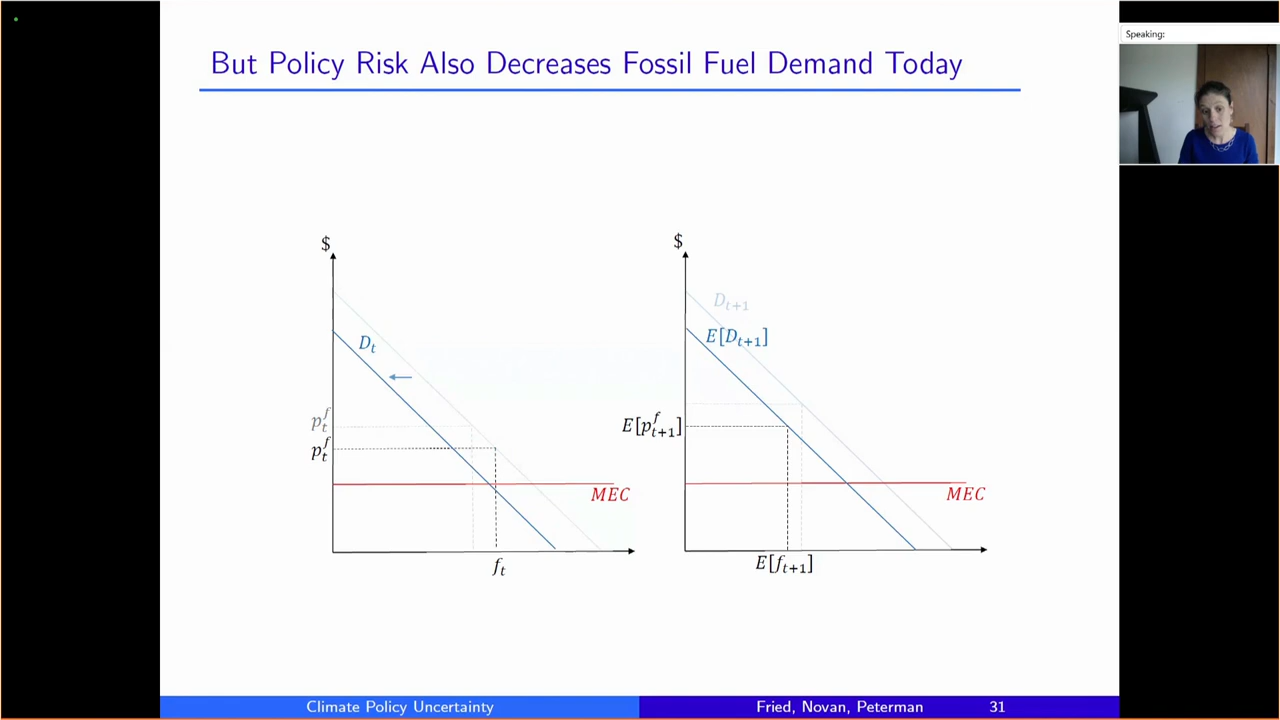 But Policy Risk Also Decreases Fossil Fuel Demand Today
Speaking:
$
D_t
p_t^f
p_t^f
MEC
f_t
$
D_{t+1}
E[D_{t+1}]
E[p_{t+1}^f]
MEC
E[f_{t+1}]
Climate Policy Uncertainty
Fried, Novan, Peterman
31